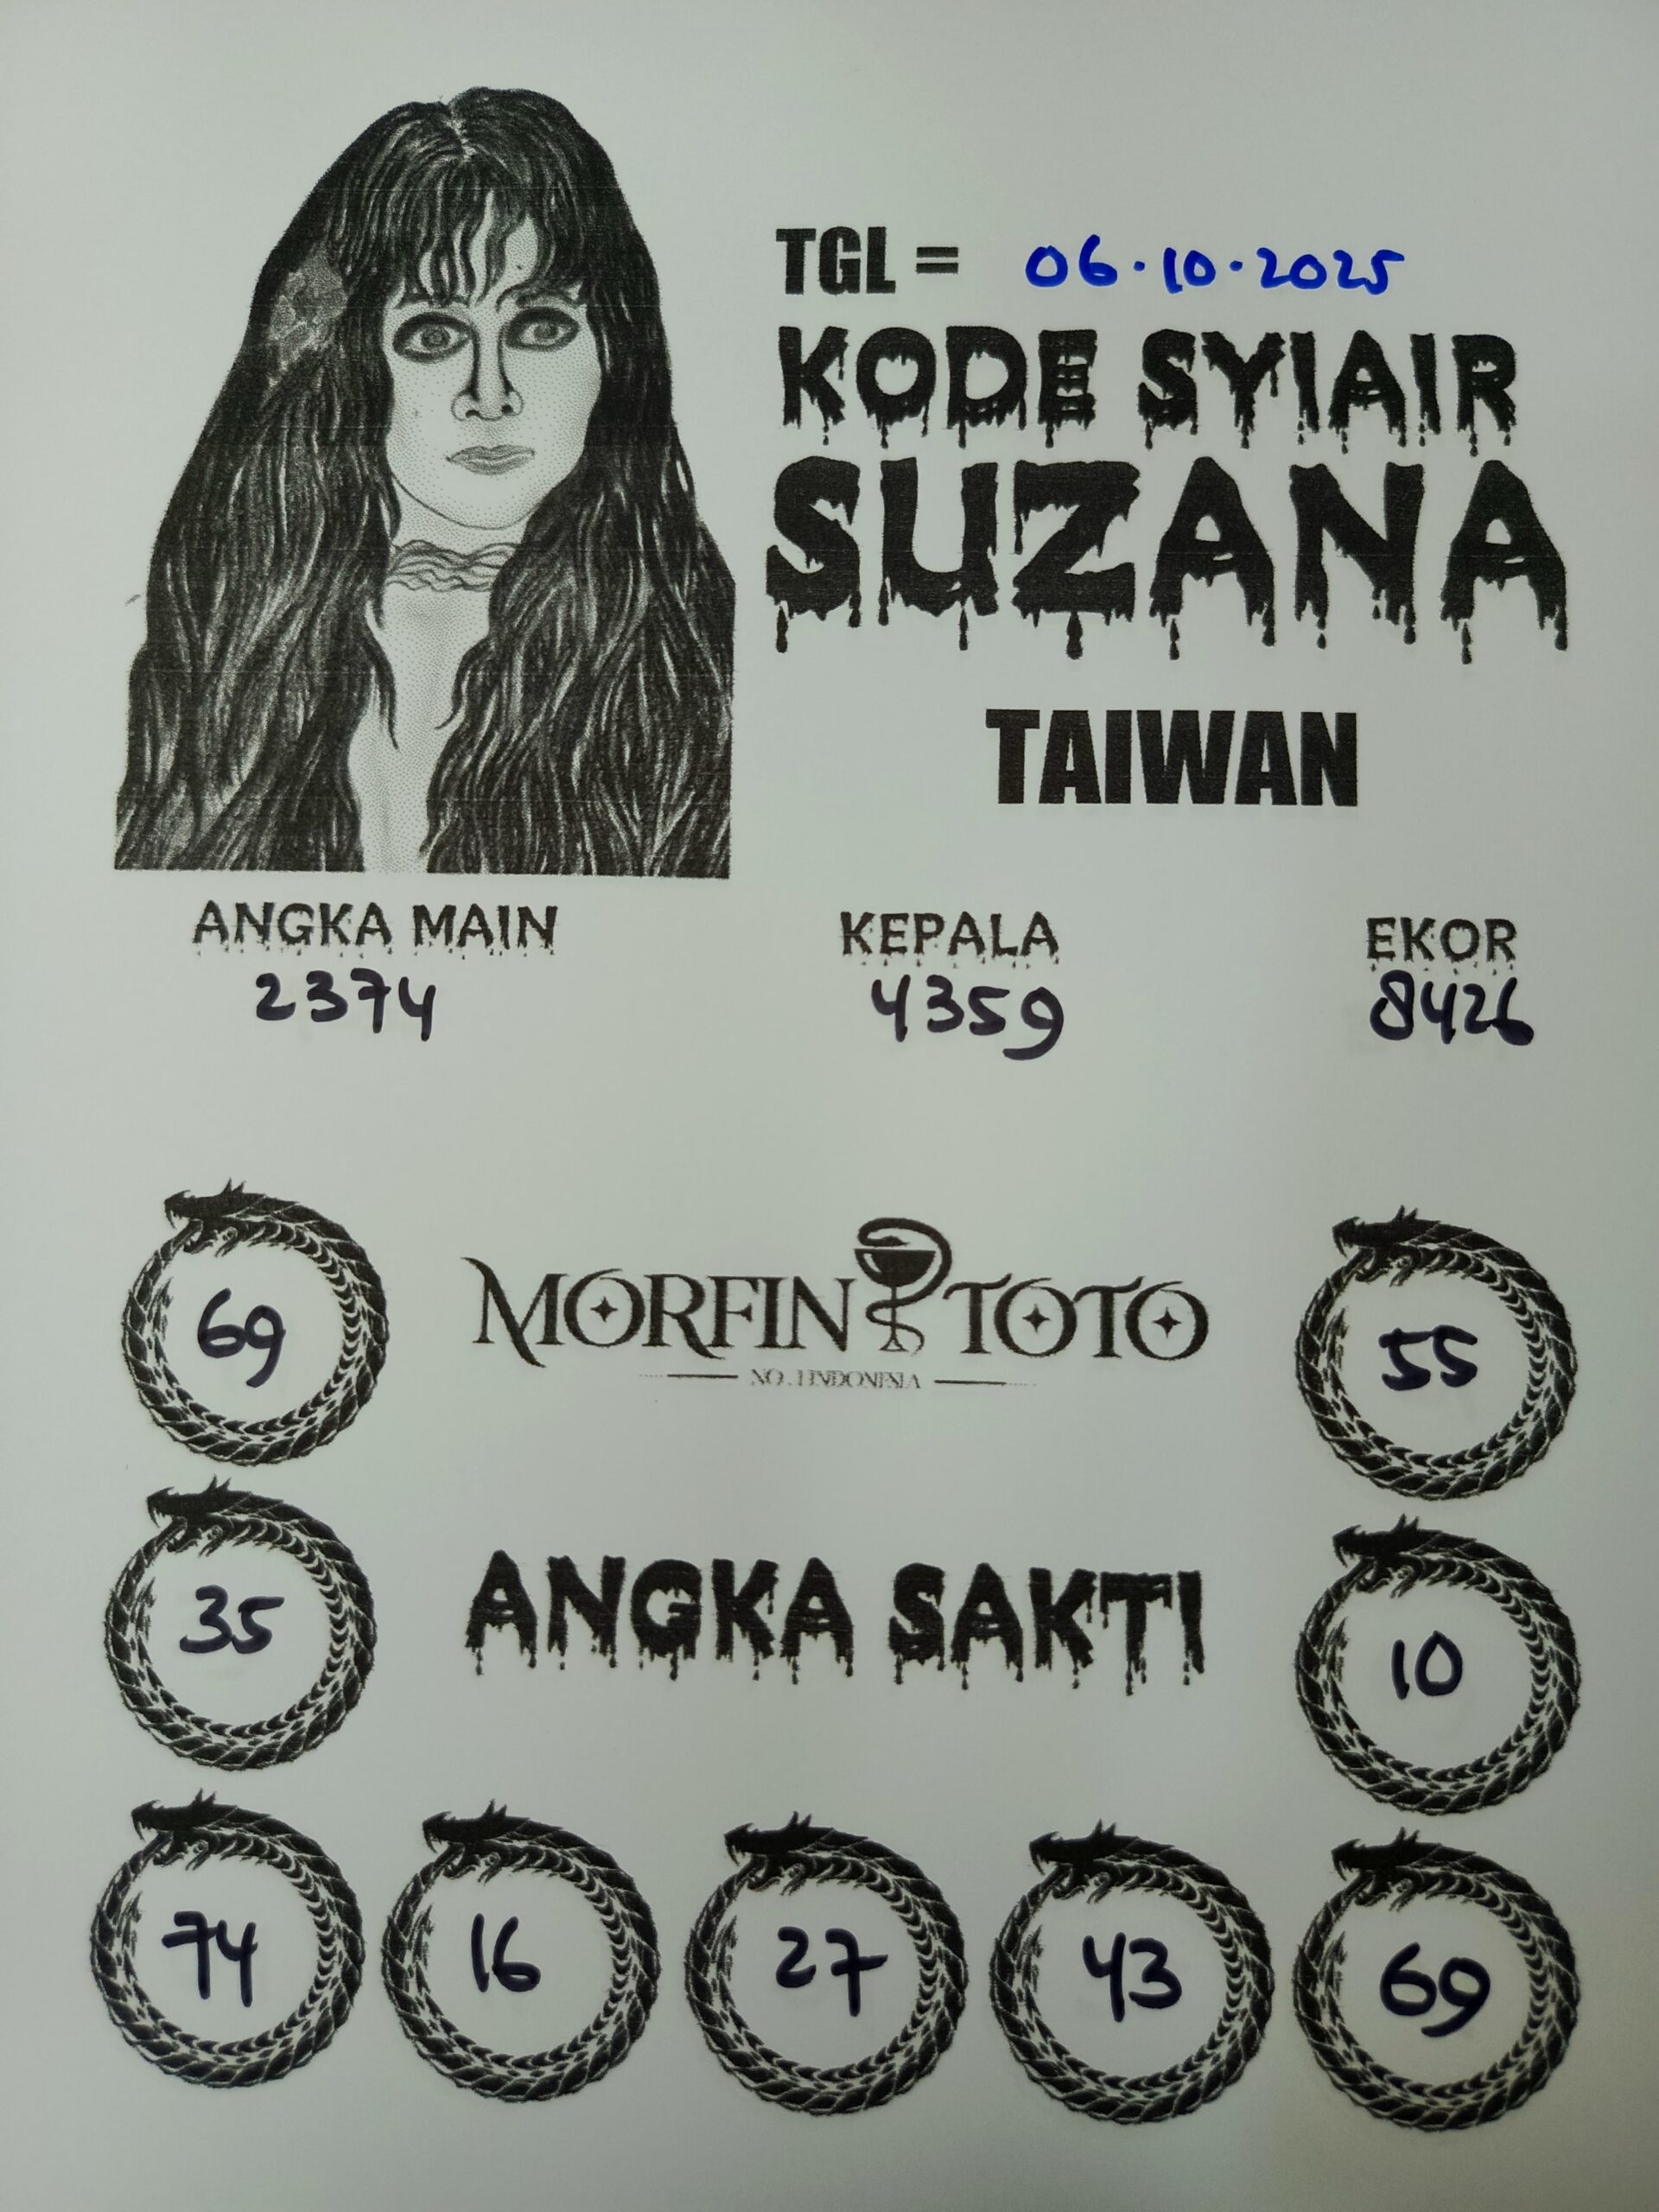 TGL = 06.10.2025
KODE SYIAIR
SUZANA
TAIWAN
ANGKA MAIN KEPALA EKOR
2374 4359 8426
69 MORFIN TOTO 55
NO.1 INDONESIA
35 ANGKA SAKTI 10
74 16 27 43 69